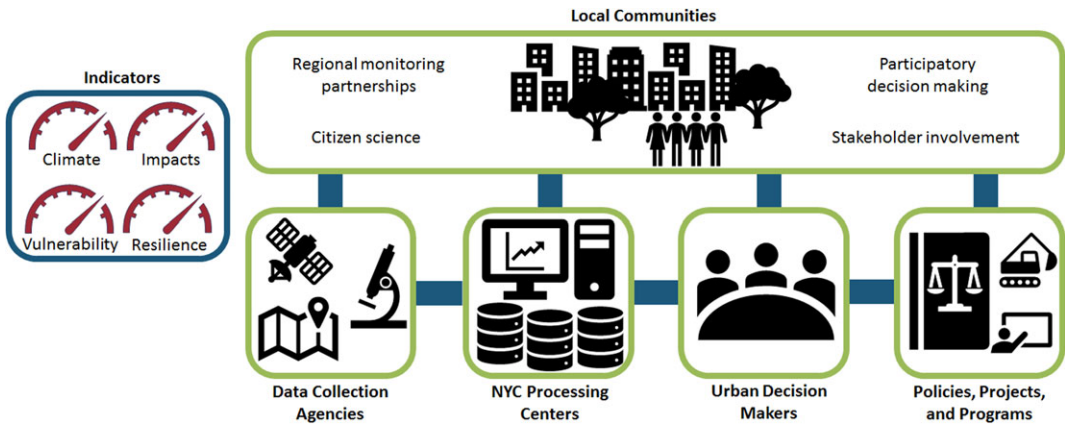 Local Communities
Indicators
Climate
Impacts
Vulnerability
Resilience
Regional monitoring
partnerships
Citizen science
Participatory
decision making
Stakeholder involvement
Data Collection
Agencies
NYC Processing
Centers
Urban Decision
Makers
Policies, Projects,
and Programs